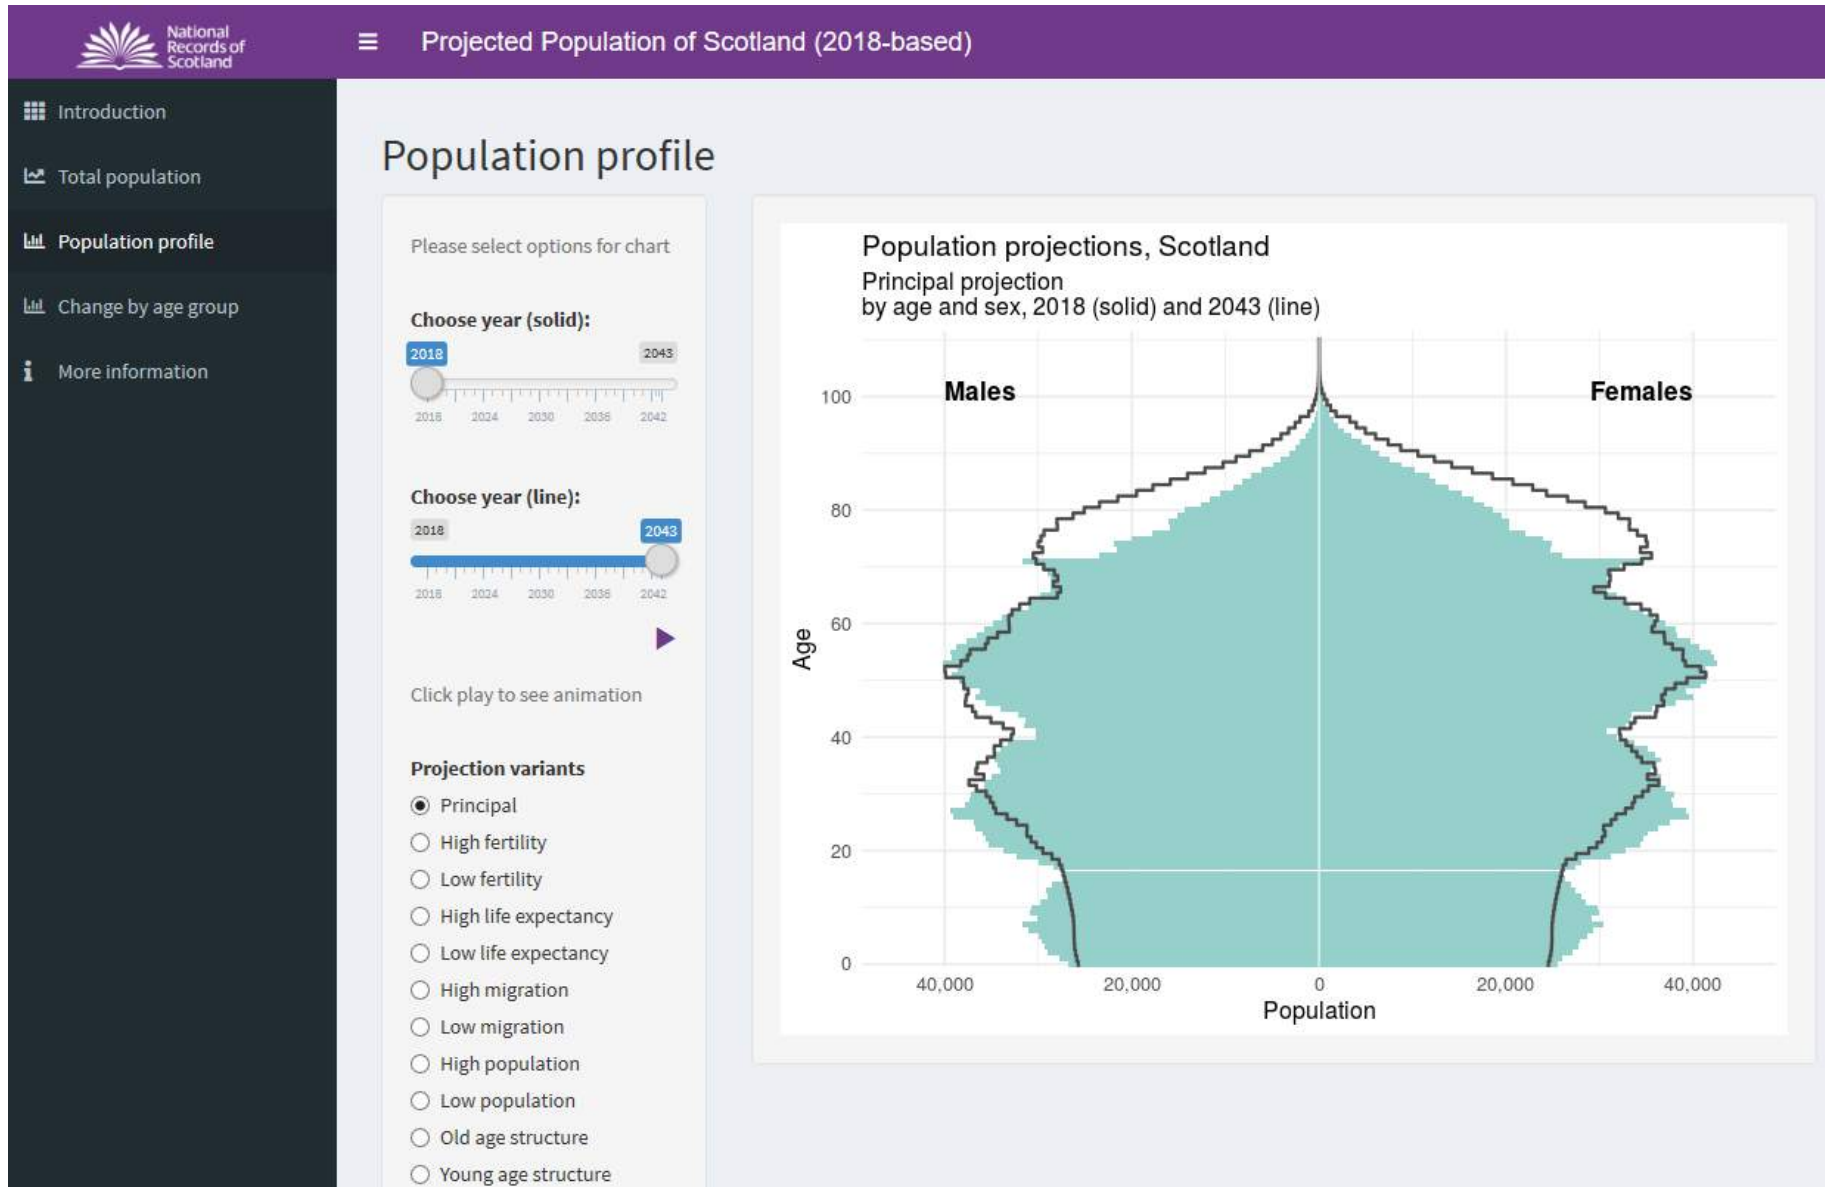 National
Records of
Scotland
Projected Population of Scotland (2018-based)
Introduction
Total population
Population profile
Change by age group
More information
Population profile
Please select options for chart
Choose year (solid):
2018
2043
2018 2024 2030 2036 2042
Choose year (line):
2018
2043
2018 2024 2030 2036 2042
Click play to see animation
Projection variants
Principal
High fertility
Low fertility
High life expectancy
Low life expectancy
High migration
Low migration
High population
Low population
Old age structure
Young age structure
Population projections, Scotland
Principal projection
by age and sex, 2018 (solid) and 2043 (line)
Males
Females
100
80
60
40
20
0
Age
40,000 20,000 0 20,000 40,000
Population